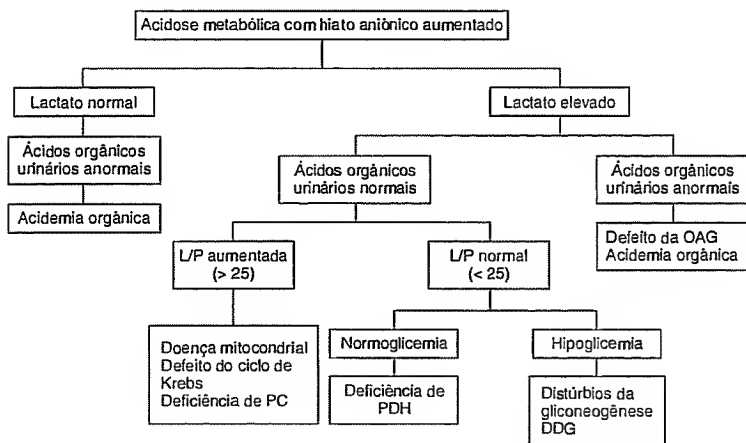 Acidose metabólica com hiato aniônico aumentado
Lactato normal
Lactato elevado
Ácidos orgânicos
urinários anormais
Ácidos orgânicos
urinários normais
Ácidos orgânicos
urinários anormais
Acidemia orgânica
L/P aumentada
(> 25)
L/P normal
(< 25)
Defeito da OAG
Acidemia orgânica
Doença mitocondrial
Defeito do ciclo de
Krebs
Deficiência de PC
Normoglicemia
Hipoglicemia
Deficiência de
PDH
Distúrbios da
gliconeogênese
DDG